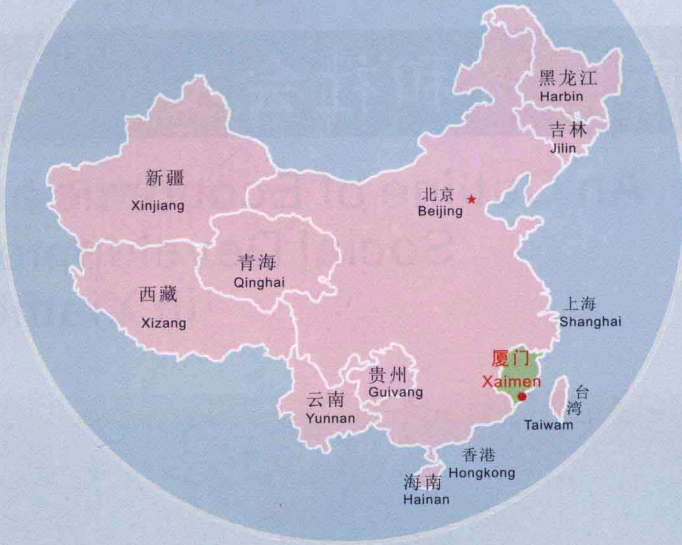 黑龙江
Harbin
吉林
Jilin
新疆
Xinjiang
北京
Beijing
青海
Qinghai
西藏
Xizang
上海
Shanghai
厦门
Xaimen
贵州
Guivang
云南
Yunnan
台湾
Taiwam
香港
Hongkong
海南
Hainan